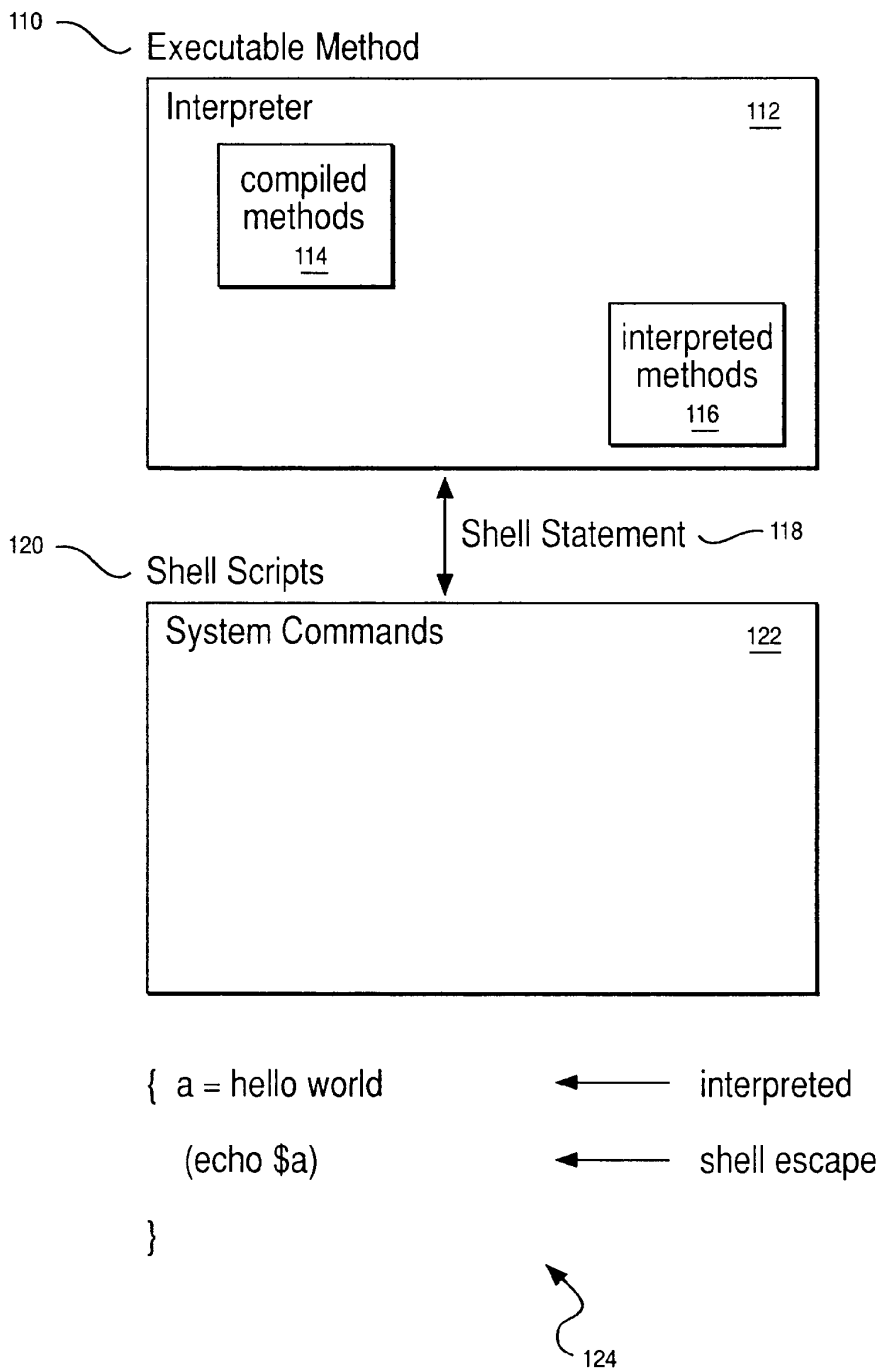 110
Executable Method
Interpreter 112
compiled
methods
114
interpreted
methods
116
Shell Statement 118
120
Shell Scripts
System Commands 122
{ a = hello world interpreted
(echo $a) shell escape
}
124